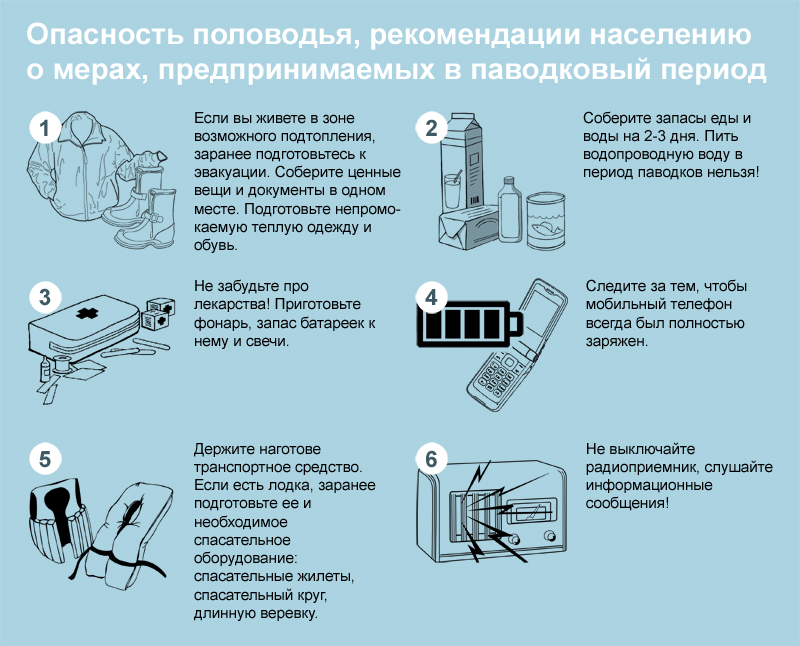 Опасность половодья, рекомендации населению
о мерах, предпринимаемых в паводковый период
1
Если вы живете в зоне
возможного подтопления,
заранее подготовьтесь к
эвакуации. Соберите ценные
вещи и документы в одном
месте. Подготовьте непромо-
каемую теплую одежду и
обувь.
2
Соберите запасы еды и
воды на 2-3 дня. Пить
водопроводную воду в
период паводков нельзя!
3
Не забудьте про
лекарства! Приготовьте
фонарь, запас батареек к
нему и свечи.
4
Следите за тем, чтобы
мобильный телефон
всегда был полностью
заряжен.
5
Держите наготове
транспортное средство.
Если есть лодка, заранее
подготовьте ее и
необходимое
спасательное
оборудование:
спасательные жилеты,
спасательный круг,
длинную веревку.
6
Не выключайте
радиоприемник, слушайте
информационные
сообщения!